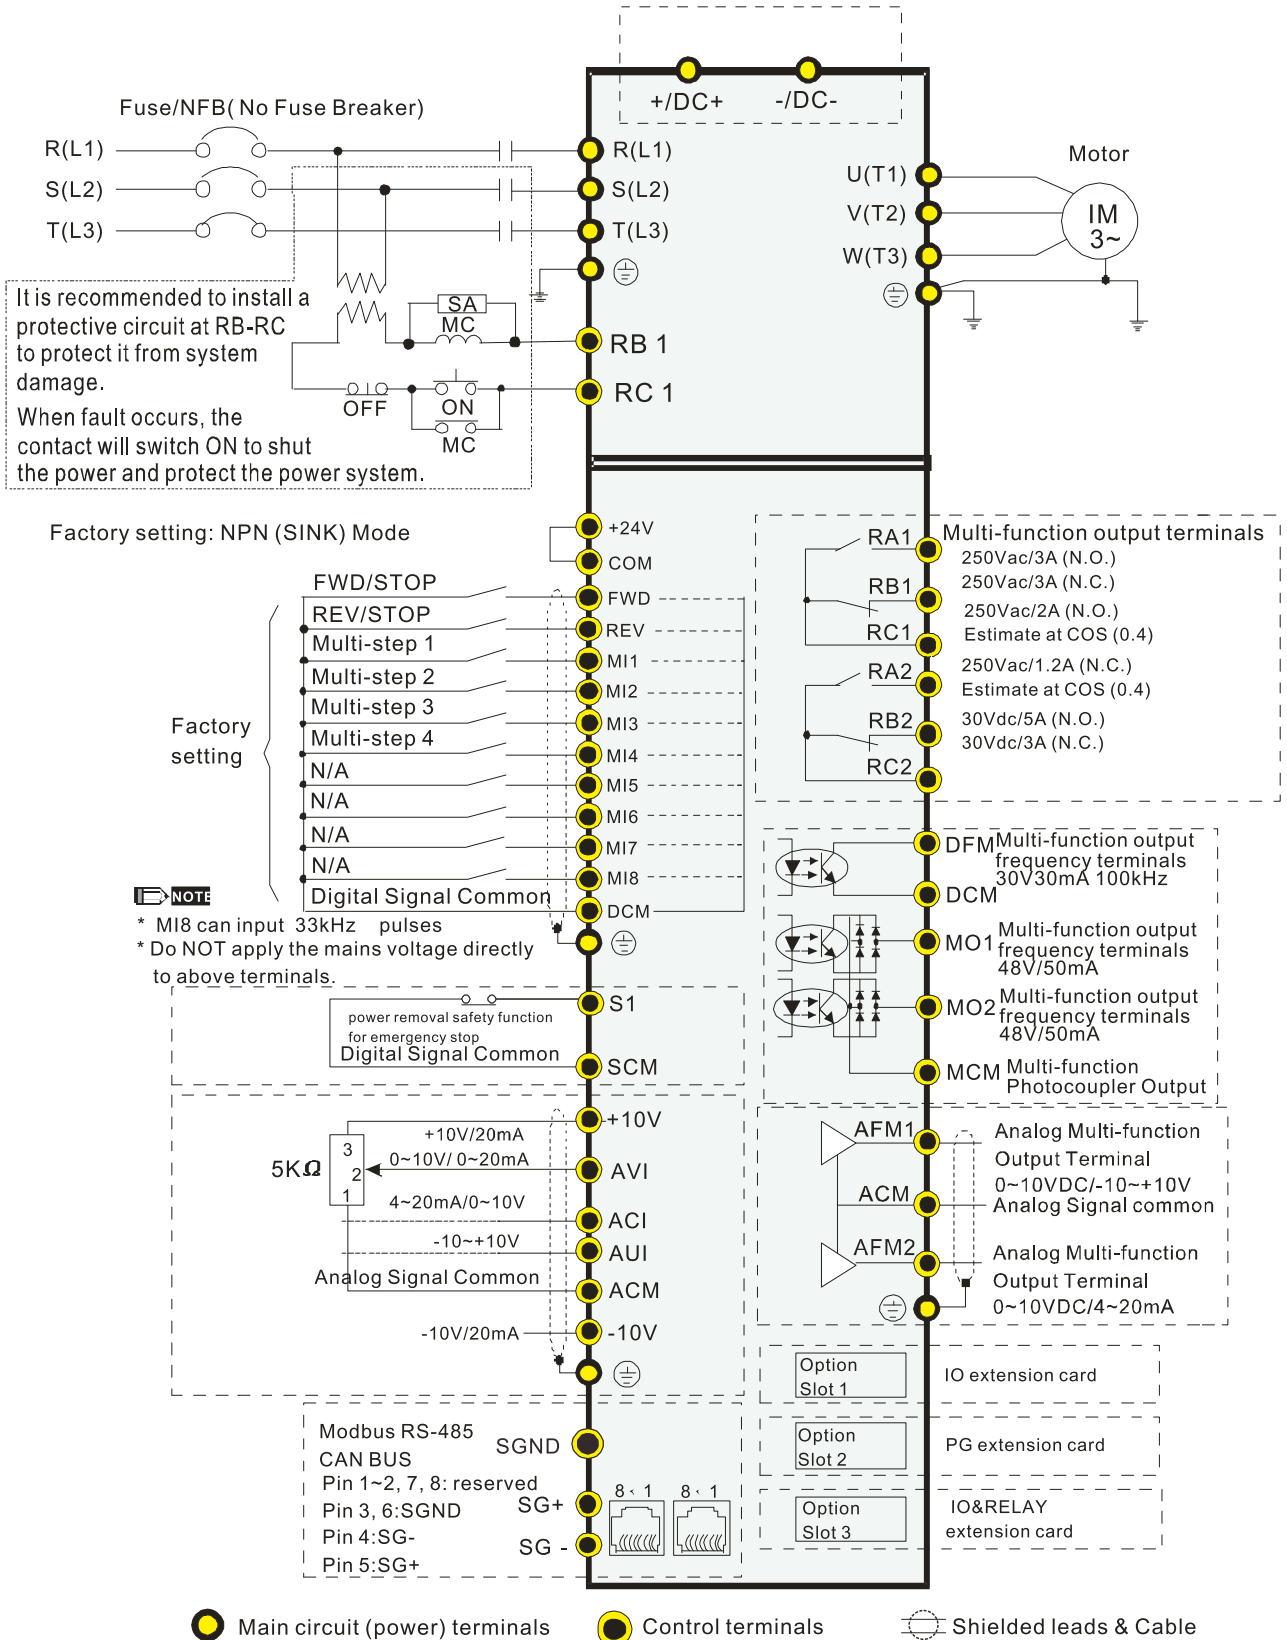 +/DC+
-/DC-
Fuse/NFB( No Fuse Breaker)
R(L1)
S(L2)
T(L3)
R(L1)
S(L2)
T(L3)
U(T1)
V(T2)
W(T3)
Motor
IM
3~
It is recommended to install a
protective circuit at RB-RC
to protect it from system
damage.
When fault occurs, the
contact will switch ON to shut
the power and protect the power system.
SA
MC
OFF
ON
MC
RB 1
RC 1
Factory setting: NPN (SINK) Mode
+24V
COM
FWD/STOP
FWD
REV/STOP
REV
Multi-step 1
MI1
Multi-step 2
MI2
Multi-step 3
MI3
Multi-step 4
MI4
N/A
MI5
N/A
MI6
N/A
MI7
N/A
MI8
Digital Signal Common
DCM
Factory
setting
NOTE
* MI8 can input 33kHz pulses
* Do NOT apply the mains voltage directly
to above terminals.
S1
power removal safety function
for emergency stop
Digital Signal Common
SCM
+10V
+10V/20mA
5KΩ
3
2
1
0~10V/ 0~20mA
AVI
4~20mA/0~10V
ACI
-10~+10V
AUI
Analog Signal Common
ACM
-10V/20mA
-10V
Modbus RS-485
CAN BUS
Pin 1~2, 7, 8: reserved
Pin 3, 6:SGND
Pin 4:SG-
Pin 5:SG+
SGND
SG+
SG -
8 1
8 1
RA1
RB1
RC1
RA2
RB2
RC2
Multi-function output terminals
250Vac/3A (N.O.)
250Vac/3A (N.C.)
250Vac/2A (N.O.)
Estimate at COS (0.4)
250Vac/1.2A (N.C.)
Estimate at COS (0.4)
30Vdc/5A (N.O.)
30Vdc/3A (N.C.)
DFM
Multi-function output
frequency terminals
30V30mA 100kHz
DCM
MO1
Multi-function output
frequency terminals
48V/50mA
MO2
Multi-function output
frequency terminals
48V/50mA
MCM
Multi-function
Photocoupler Output
AFM1
Analog Multi-function
Output Terminal
0~10VDC/-10~+10V
ACM
Analog Signal common
AFM2
Analog Multi-function
Output Terminal
0~10VDC/4~20mA
Option
Slot 1
IO extension card
Option
Slot 2
PG extension card
Option
Slot 3
IO&RELAY
extension card
Main circuit (power) terminals
Control terminals
Shielded leads & Cable